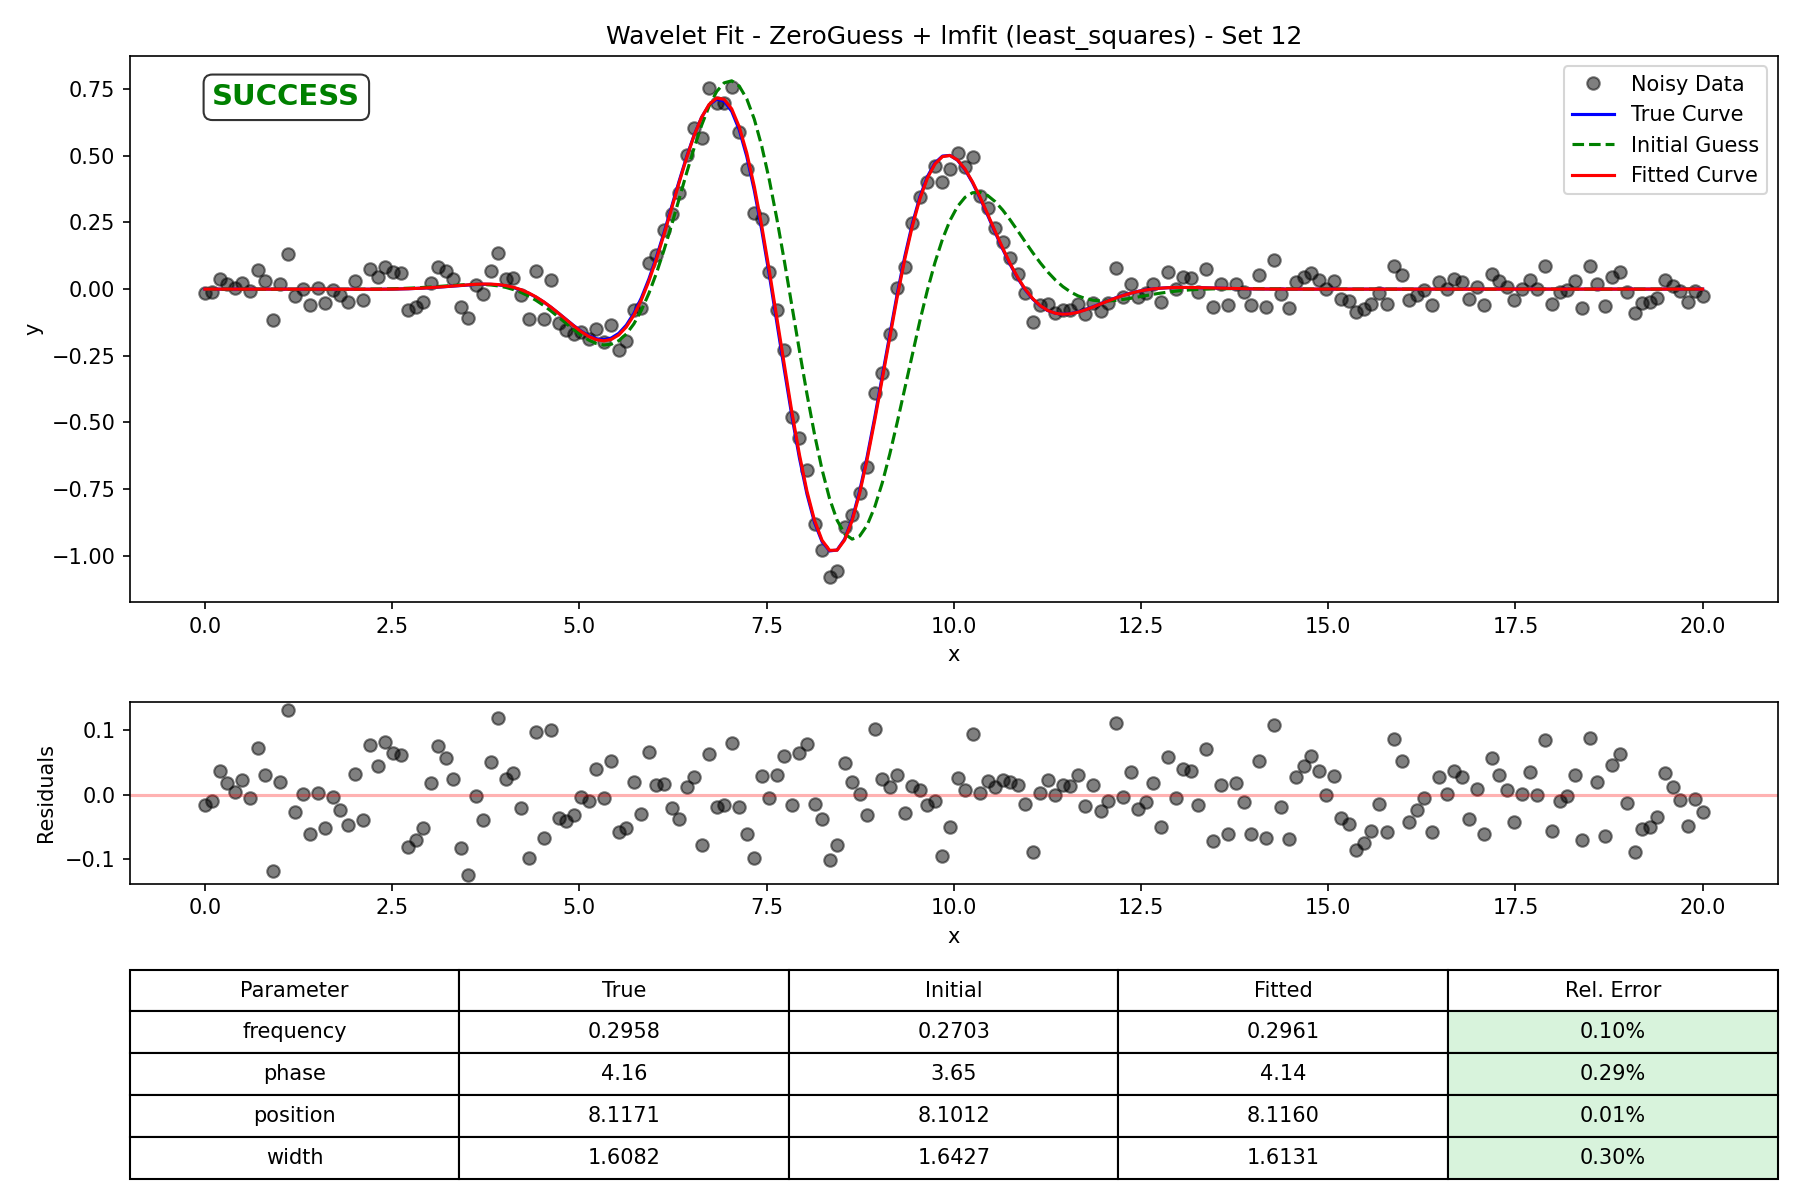 Wavelet Fit - ZeroGuess + lmfit (least_squares) - Set 12
SUCCESS
Noisy Data
True Curve
Initial Guess
Fitted Curve
y
0.75
0.50
0.25
0.00
−0.25
−0.50
−0.75
−1.00
0.0 2.5 5.0 7.5 10.0 12.5 15.0 17.5 20.0
x
Residuals
0.1
0.0
−0.1
0.0 2.5 5.0 7.5 10.0 12.5 15.0 17.5 20.0
x
Parameter True Initial Fitted Rel. Error
frequency 0.2958 0.2703 0.2961 0.10%
phase 4.16 3.65 4.14 0.29%
position 8.1171 8.1012 8.1160 0.01%
width 1.6082 1.6427 1.6131 0.30%